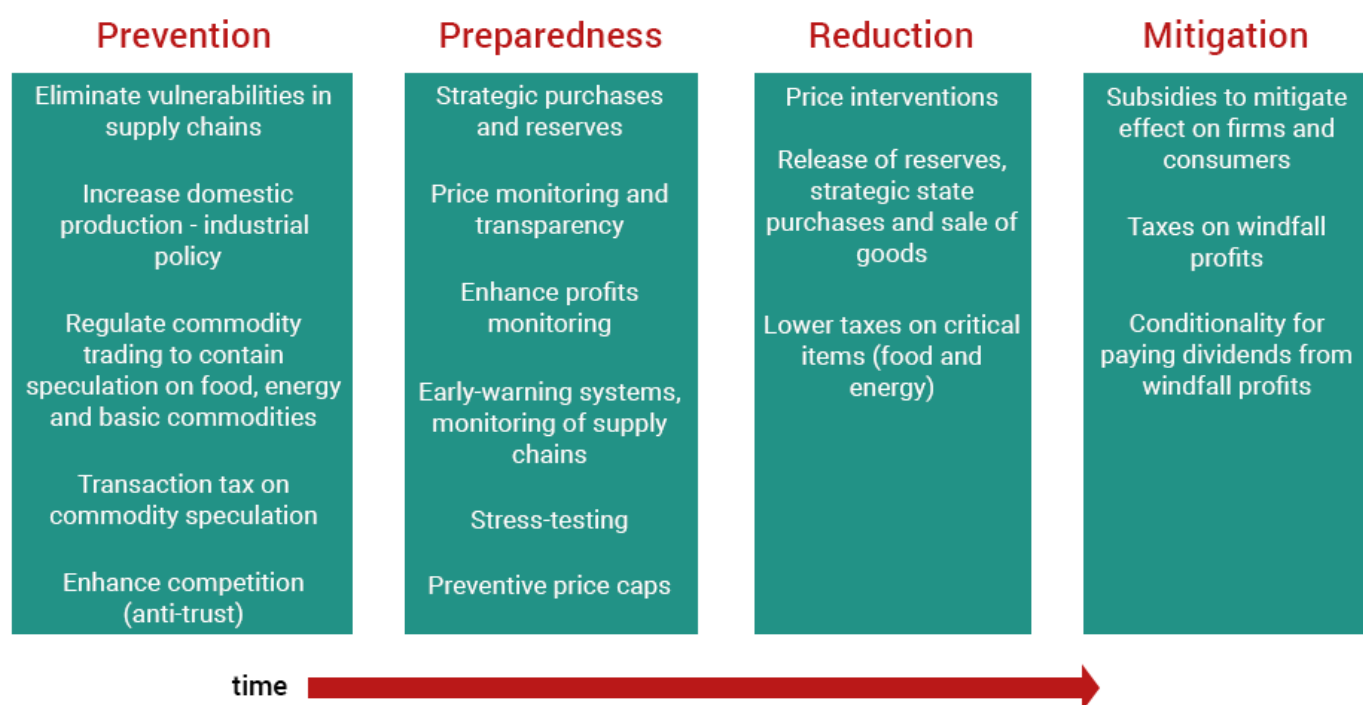 Prevention
Eliminate vulnerabilities in
supply chains
Increase domestic
production - industrial
policy
Regulate commodity
trading to contain
speculation on food, energy
and basic commodities
Transaction tax on
commodity speculation
Enhance competition
(anti-trust)
Preparedness
Strategic purchases
and reserves
Price monitoring and
transparency
Enhance profits
monitoring
Early-warning systems,
monitoring of supply
chains
Stress-testing
Preventive price caps
Reduction
Price interventions
Release of reserves,
strategic state
purchases and sale of
goods
Lower taxes on critical
items (food and
energy)
Mitigation
Subsidies to mitigate
effect on firms and
consumers
Taxes on windfall
profits
Conditionality for
paying dividends from
windfall profits
time